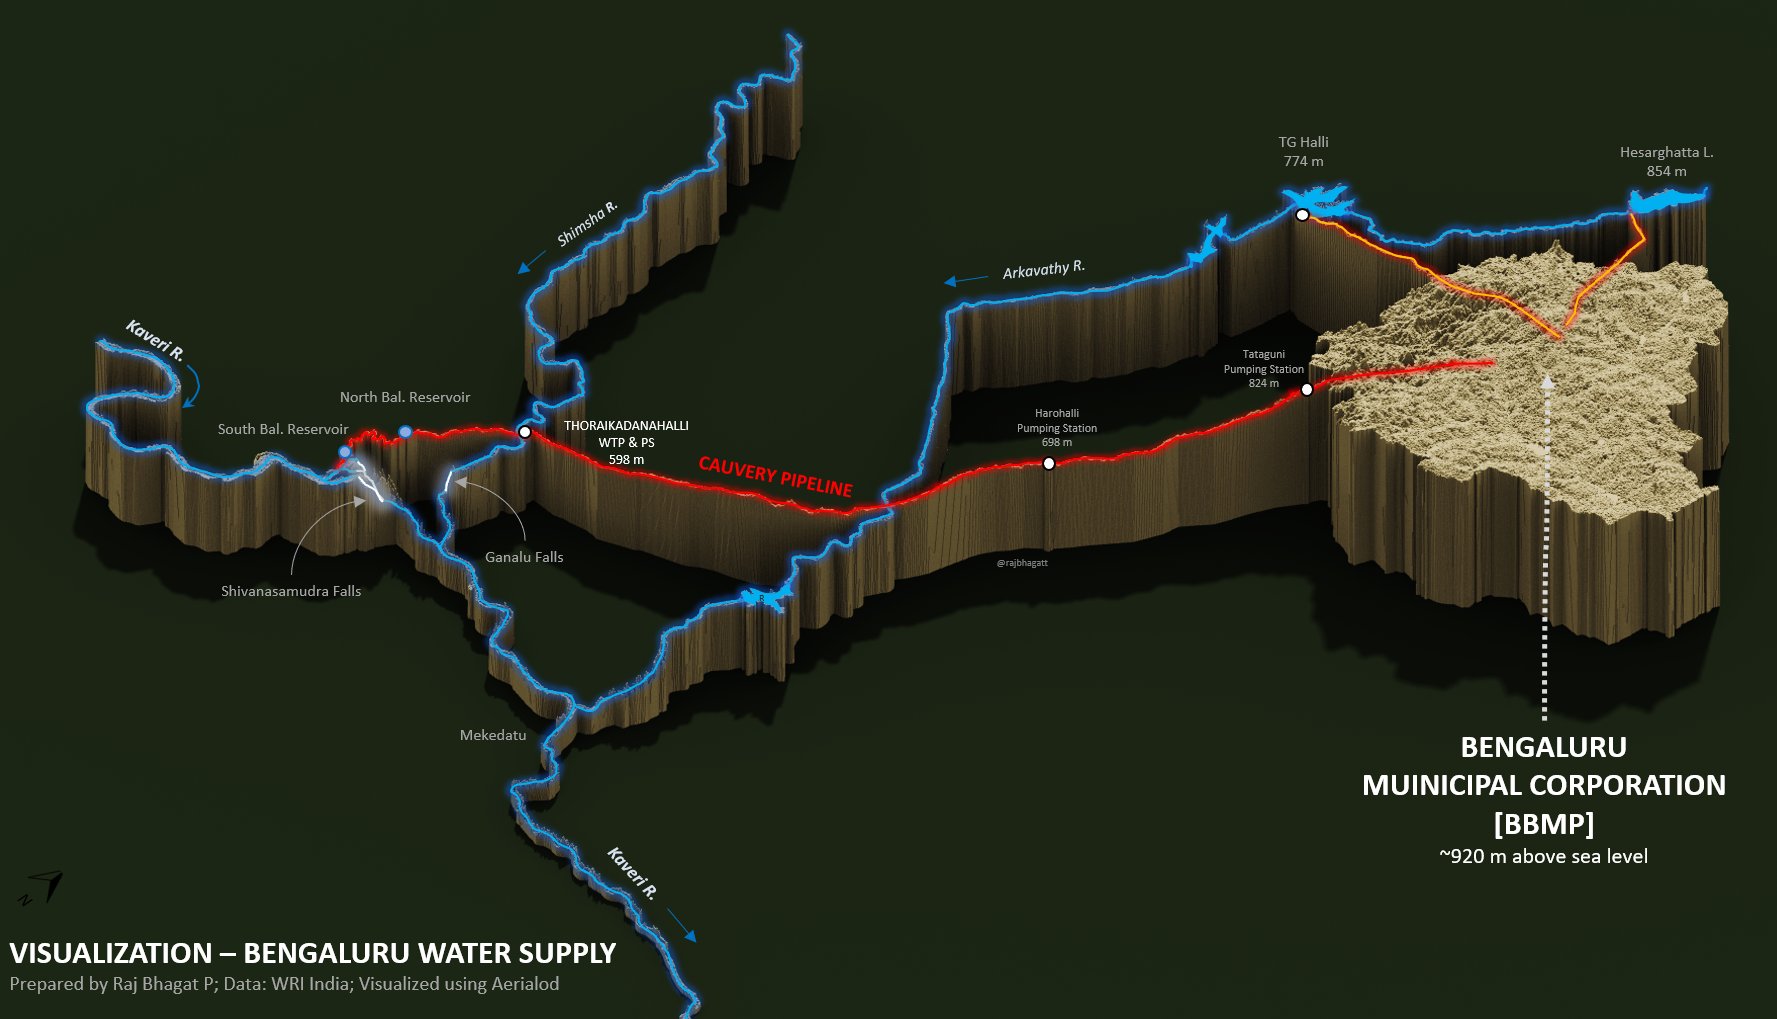 TG Halli
774 m
Hesarghatta L.
854 m
Shimsha R.
Arkavathy R.
Kaveri R.
North Bal. Reservoir
South Bal. Reservoir
THORAIKADANAHALLI
WTP & PS
598 m
CAUVERY PIPELINE
Harohalli
Pumping Station
698 m
Tataguni
Pumping Station
824 m
Ganalu Falls
Shivanasamudra Falls
@rajbhagatt
R
Mekedatu
Kaveri R.
BENGALURU
MUINICIPAL CORPORATION
[BBMP]
~920 m above sea level
N
VISUALIZATION – BENGALURU WATER SUPPLY
Prepared by Raj Bhagat P; Data: WRI India; Visualized using Aerialod